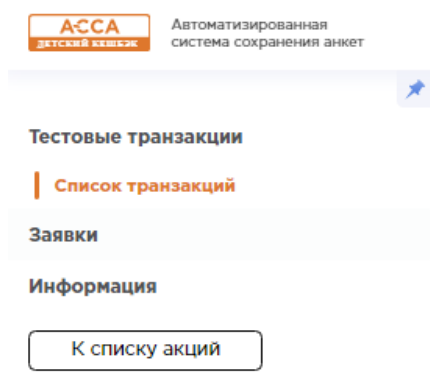 АССА
ДЕТСКИЙ КЕШБЭК
Автоматизированная
система сохранения анкет
Тестовые транзакции
Список транзакций
Заявки
Информация
К списку акций